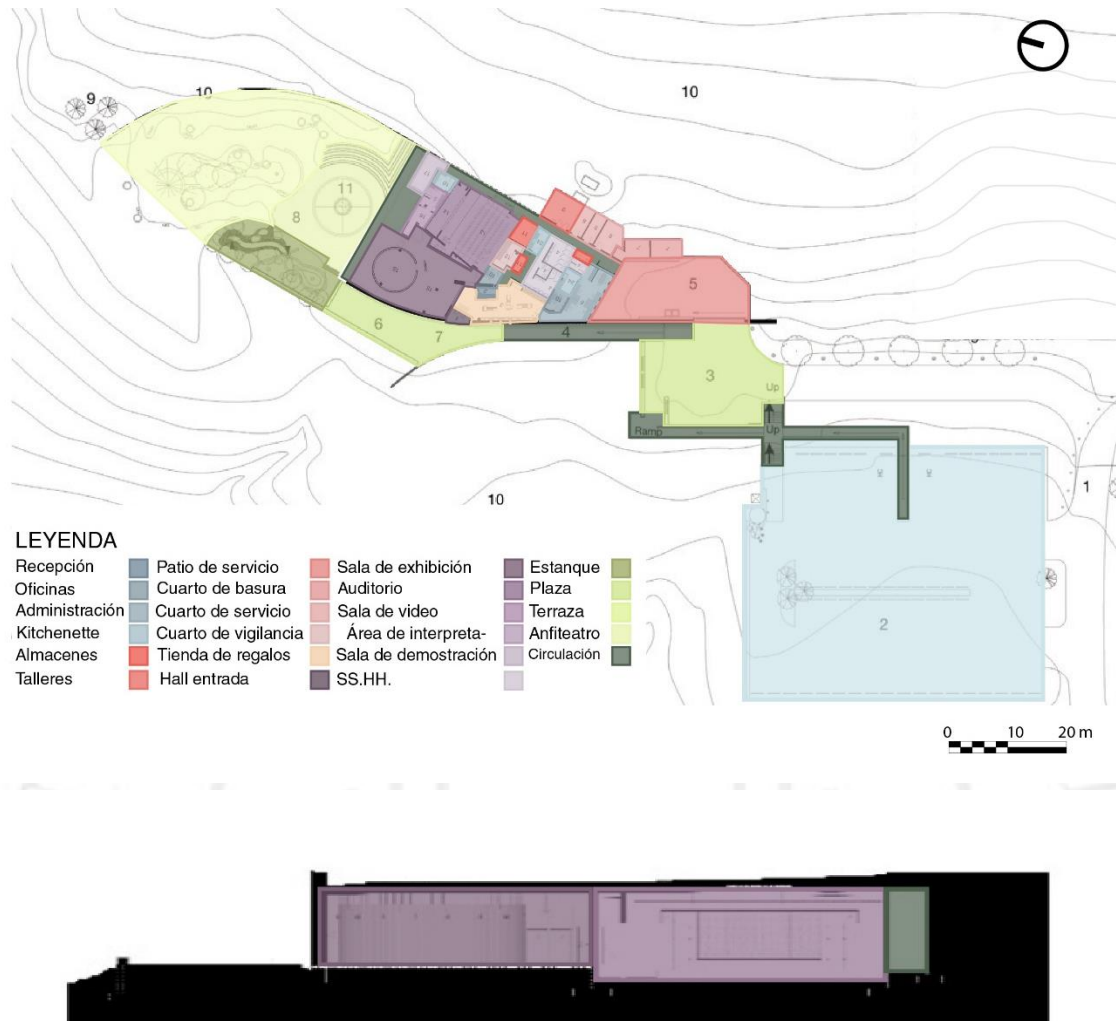 9
10
10
11
8
5
6
7
4
3
Up
Ramp
Up
1
10
2
LEYENDA
Recepción Patio de servicio Sala de exhibición Estanque
Oficinas Cuarto de basura Auditorio Plaza
Administración Cuarto de servicio Sala de video Terraza
Kitchenette Cuarto de vigilancia Área de interpreta- Anfiteatro
Almacenes Tienda de regalos Sala de demostración Circulación
Talleres Hall entrada SS.HH.
0 10 20 m